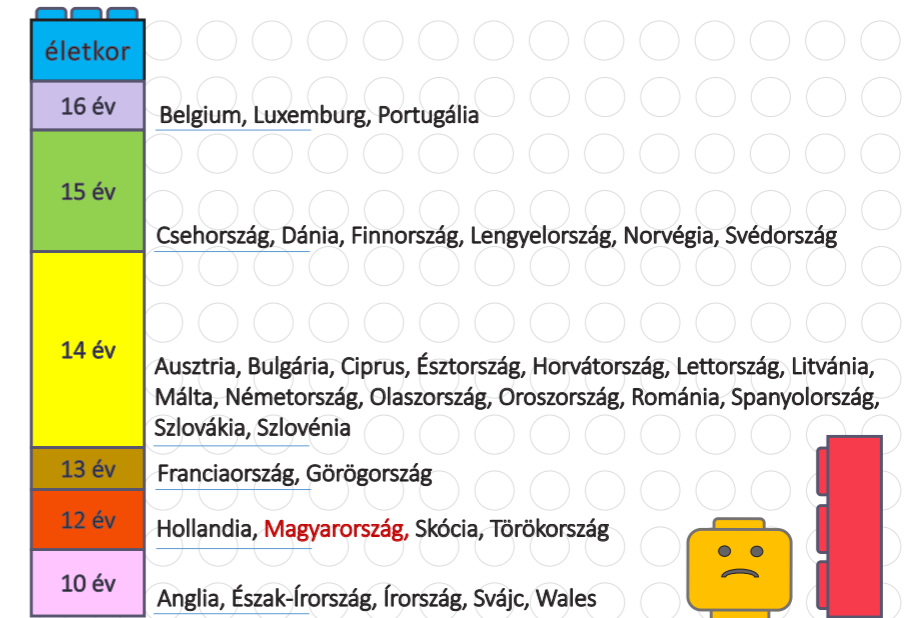 életkor
16 év
Belgium, Luxemburg, Portugália
15 év
Csehország, Dánia, Finnország, Lengyelország, Norvégia, Svédország
14 év
Ausztria, Bulgária, Ciprus, Észtország, Horvátország, Lettország, Litvánia,
Málta, Németország, Olaszország, Oroszország, Románia, Spanyolország,
Szlovákia, Szlovénia
13 év
Franciaország, Görögország
12 év
Hollandia, Magyarország, Skócia, Törökország
10 év
Anglia, Észak-Írország, Írország, Svájc, Wales